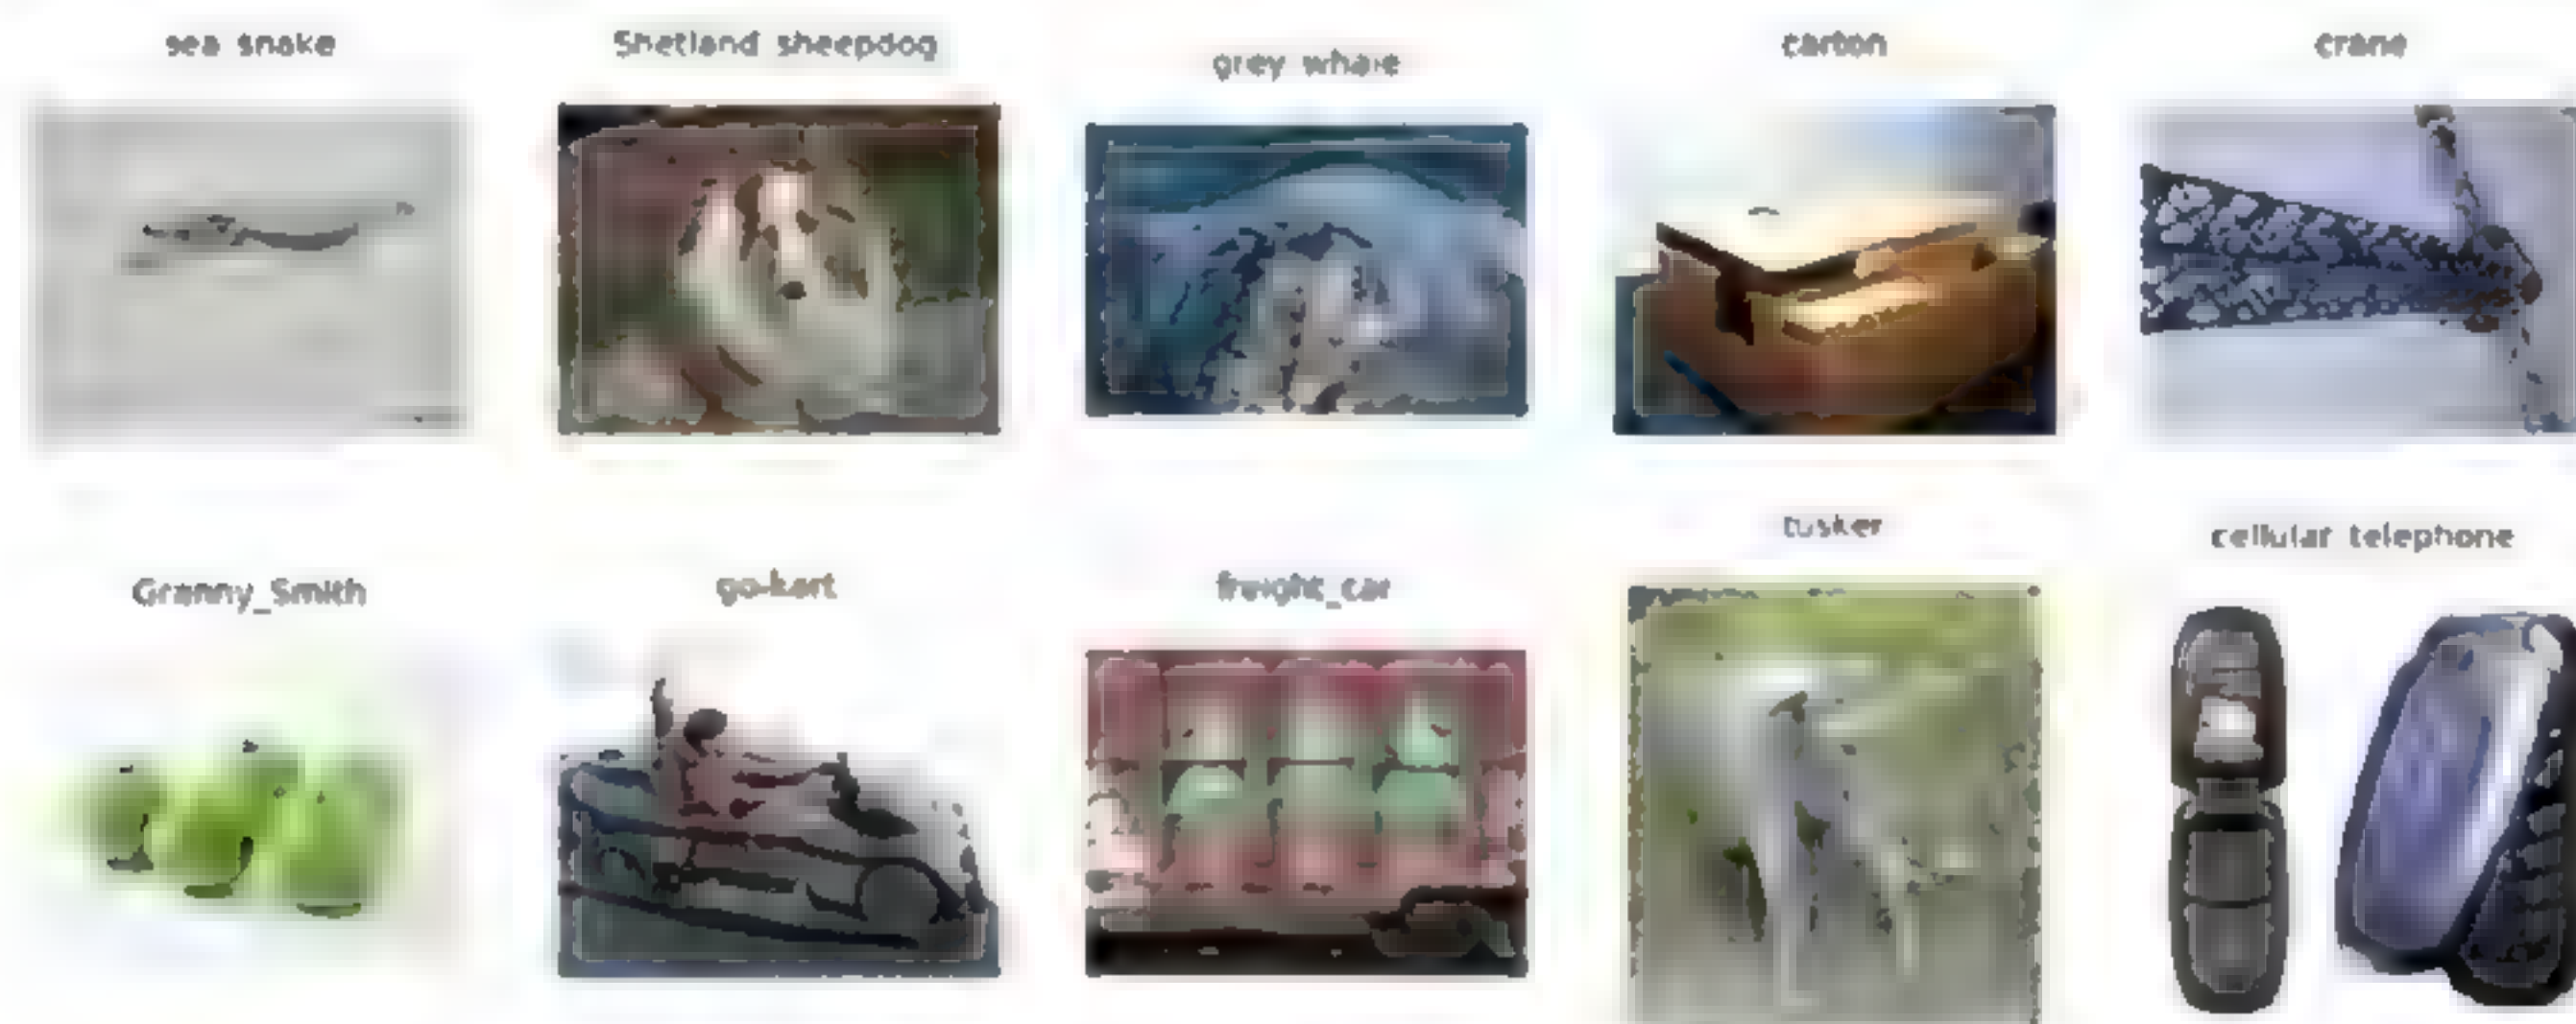 sea snake
Shetland sheepdog
grey whale
carton
crane
Granny_Smith
go-kart
freight_car
tusker
cellular telephone